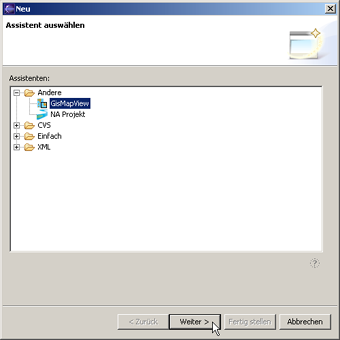 Neu
Assistent auswählen
Assistenten:
Andere
GisMapView
NA Projekt
CVS
Einfach
XML
< Zurück
Weiter >
Fertig stellen
Abbrechen